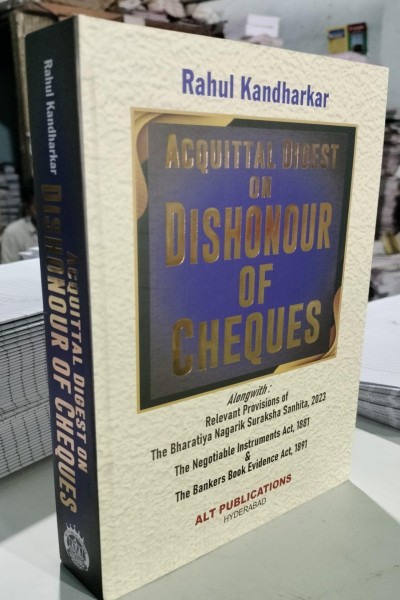 Rahul Kandharkar
ACQUITTAL DIGEST
ON
DISHONOUR
OF
CHEQUES
Alongwith:
Relevant Provisions of
The Bharatiya Nagarik Suraksha Sanhita, 2023
The Negotiable Instruments Act, 1881
&
The Bankers Book Evidence Act, 1891
ALT PUBLICATIONS
HYDERABAD
Rahul Kandharkar
ACQUITTAL DIGEST ON
DISHONOUR OF CHEQUES